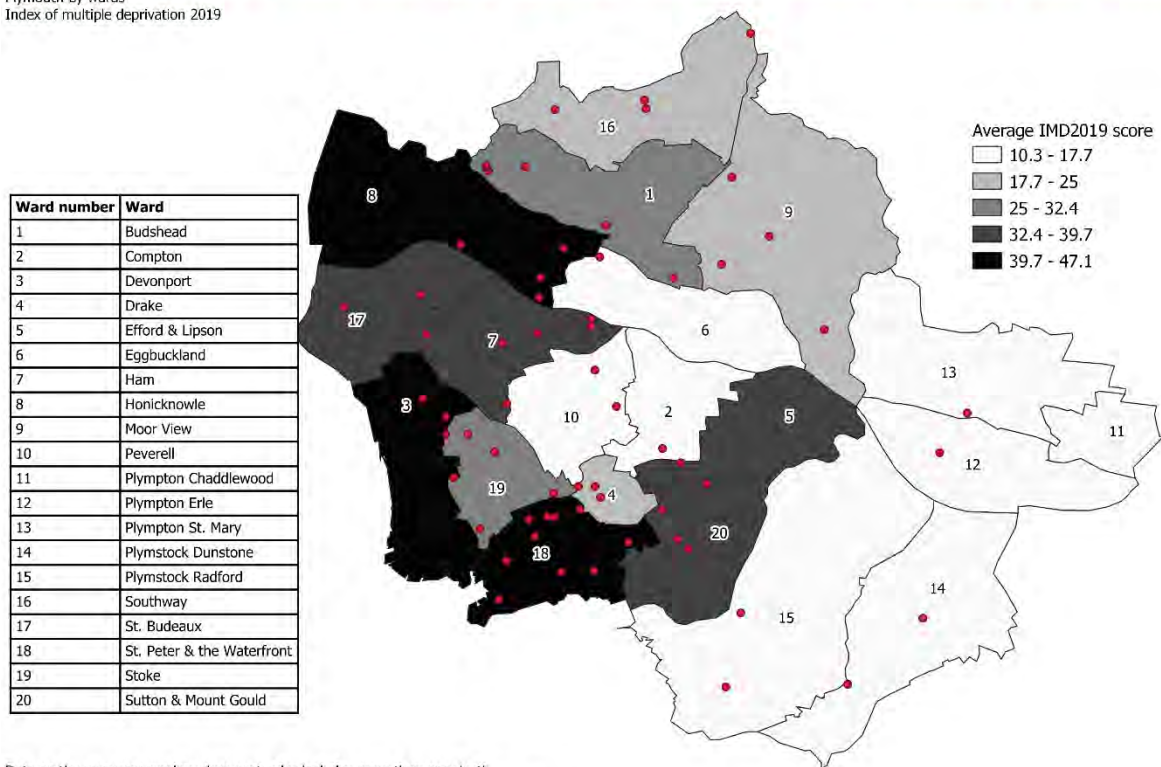 Plymouth by wards
Index of multiple deprivation 2019
Average IMD2019 score
10.3 - 17.7
17.7 - 25
25 - 32.4
32.4 - 39.7
39.7 - 47.1
Ward number Ward
1 Budshead
2 Compton
3 Devonport
4 Drake
5 Efford & Lipson
6 Eggbuckland
7 Ham
8 Honicknowle
9 Moor View
10 Peverell
11 Plympton Chaddlewood
12 Plympton Erle
13 Plympton St. Mary
14 Plymstock Dunstone
15 Plymstock Radford
16 Southway
17 St. Budeaux
18 St. Peter & the Waterfront
19 Stoke
20 Sutton & Mount Gould
16
1
8
9
17
7
6
13
3
10
2
5
11
12
19
4
18
20
14
15